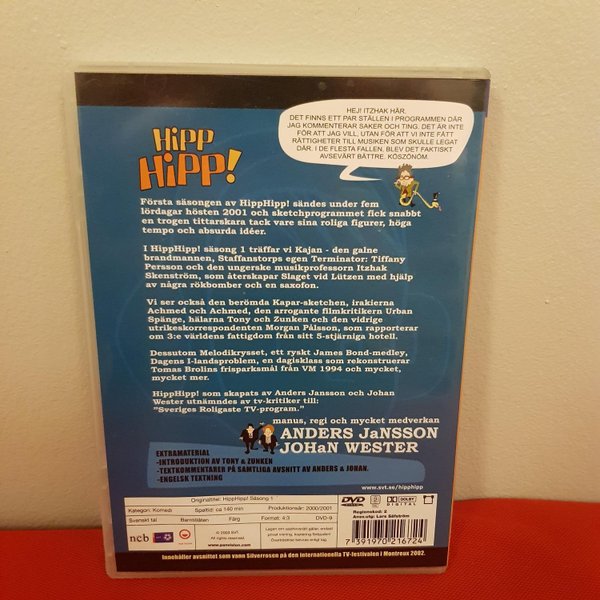 HEJ! ITZHAK HÄR.
DET FINNS ETT PAR STÄLLEN I PROGRAMMEN DÄR
JAG KOMMENTERAR SAKER OCH TING. DET ÄR INTE
FÖR ATT JAG VILL, UTAN FÖR ATT VI INTE FÅTT
RÄTTIGHETER TILL MUSIKEN SOM SKULLE LEGAT
DÄR. I DE FLESTA FALLEN, BLEV DET FAKTISKT
AVSEVÄRT BÄTTRE. KÖSZÖNOM.
HiPP
HiPP!
Första säsongen av HippHipp! sändes under fem
lördagar hösten 2001 och sketchprogrammet fick snabbt
en trogen tittarskara tack vare sina roliga figurer, höga
tempo och absurda idéer.
I HippHipp! säsong 1 träffar vi Kajan - den galne
brandmannen, Staffanstorps egen Terminator: Tiffany
Persson och den ungerske musikprofessorn Itzhak
Skenström, som återskapar Slaget vid Lützen med hjälp
av några rökbomber och en saxofon.
Vi ser också den berömda Kapar-sketchen, irakierna
Achmed och Achmed, den arrogante filmkritikern Urban
Spänge, hälarna Tony och Zunken och den vidrige
utrikeskorrespondenten Morgan Pålsson, som rapporterar
om 3:e världens fattigdom från sitt 5-stjärniga hotell.
Dessutom Melodikrysset, ett ryskt James Bond-medley,
Dagens I-landsproblem, en dagisklass som rekonstruerar
Tomas Brolins frisparksmål från VM 1994 och mycket,
mycket mer.
HippHipp! som skapats av Anders Jansson och Johan
Wester utnämndes av tv-kritiker till:
"Sveriges Roligaste TV-program."
manus, regi och mycket medverkan
ANDERS JaNSSON
JOHaN WESTER
EXTRAMATERIAL
-INTRODUKTION AV TONY & ZUNKEN
-TEXTKOMMENTARER PÅ SAMTLIGA AVSNITT AV ANDERS & JOHAN.
-ENGELSK TEXTNING
www.svt.se/hipphipp
Originaltitel: HippHipp! Säsong 1
Kategori: Komedi Speltid: ca 140 min Produktionsår: 2000/2001
Svenskt tal Barntillåten Färg Format: 4:3 DVD-9
ncb
www.panvision.com
DVD DOLBY DIGITAL
Regionskod: 2
7 391970 216724
Innehåller avsnittet som vann Silverrosen på den internationella TV-festivalen i Montreux 2002.